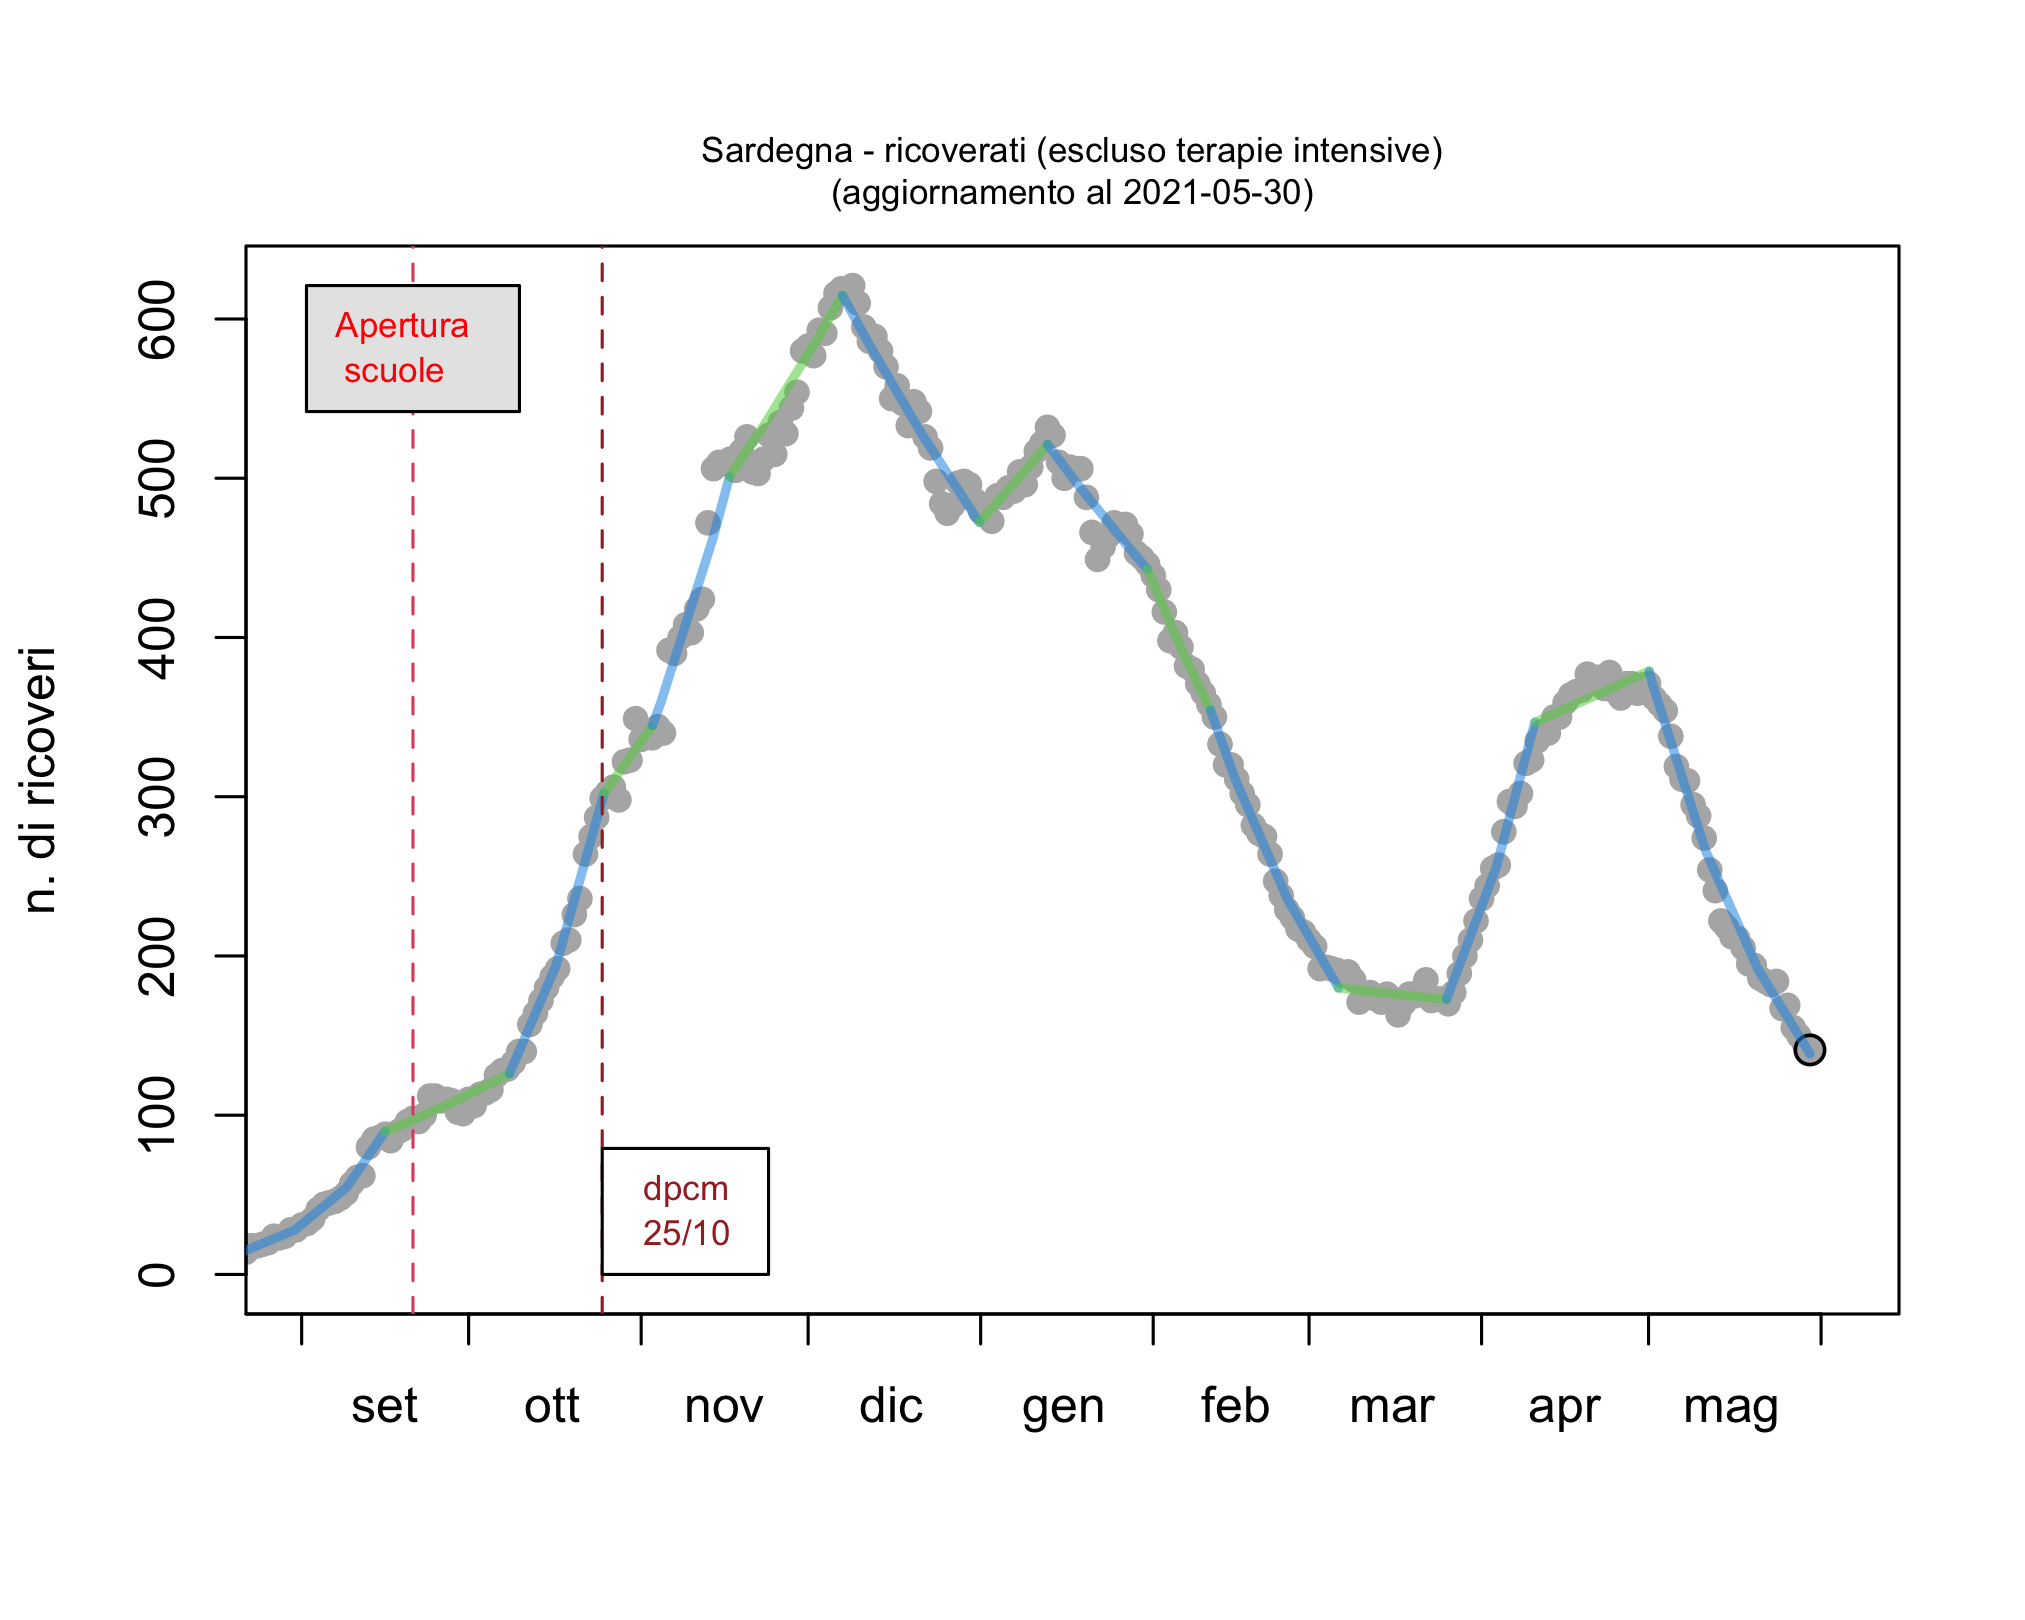 Sardegna - ricoverati (escluso terapie intensive)
(aggiornamento al 2021-05-30)
n. di ricoveri
600
500
400
300
200
100
0
Apertura
scuole
dpcm
25/10
set ott nov dic gen feb mar apr mag